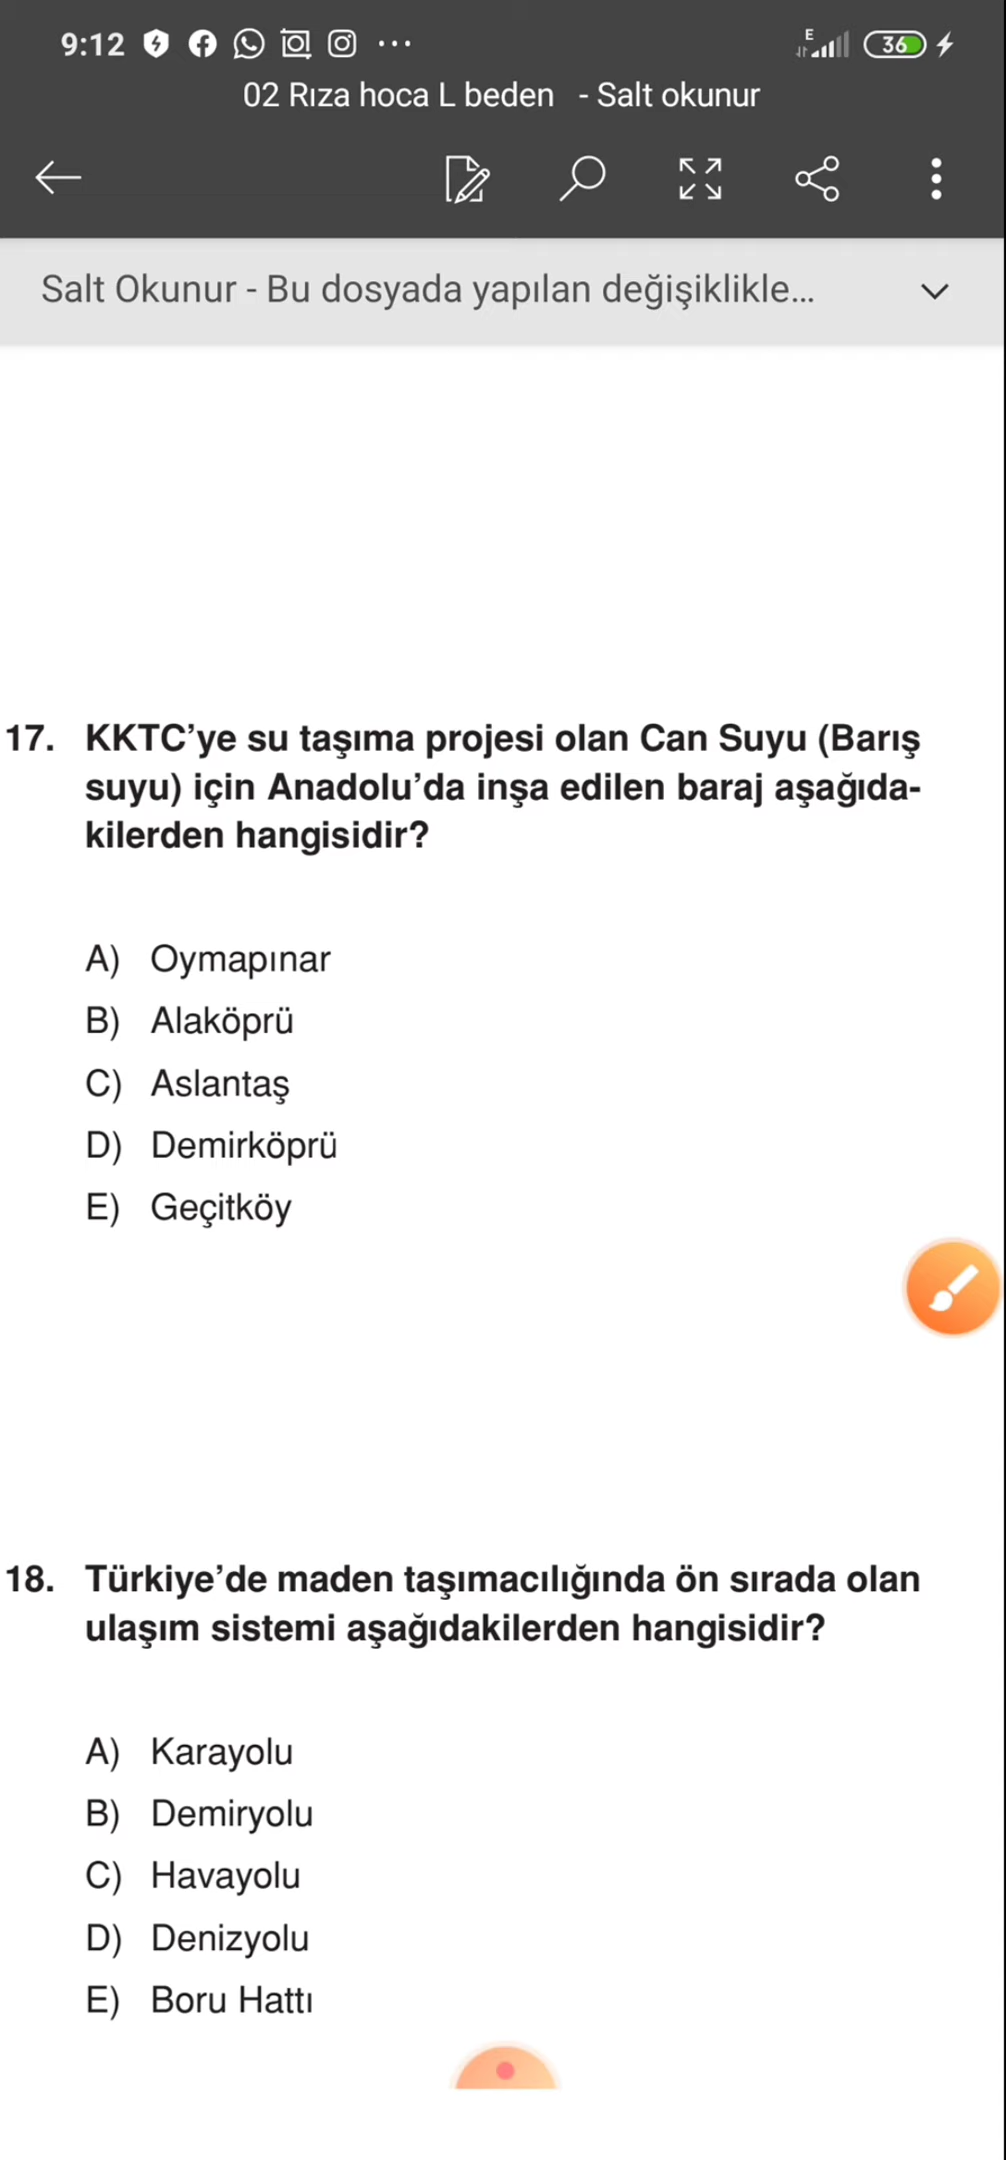 9:12
E
36
02 Rıza hoca L beden - Salt okunur
Salt Okunur - Bu dosyada yapılan değişiklikle...
17. KKTC'ye su taşıma projesi olan Can Suyu (Barış
suyu) için Anadolu'da inşa edilen baraj aşağıda-
kilerden hangisidir?
A) Oymapınar
B) Alaköprü
C) Aslantaş
D) Demirköprü
E) Geçitköy
18. Türkiye'de maden taşımacılığında ön sırada olan
ulaşım sistemi aşağıdakilerden hangisidir?
A) Karayolu
B) Demiryolu
C) Havayolu
D) Denizyolu
E) Boru Hattı